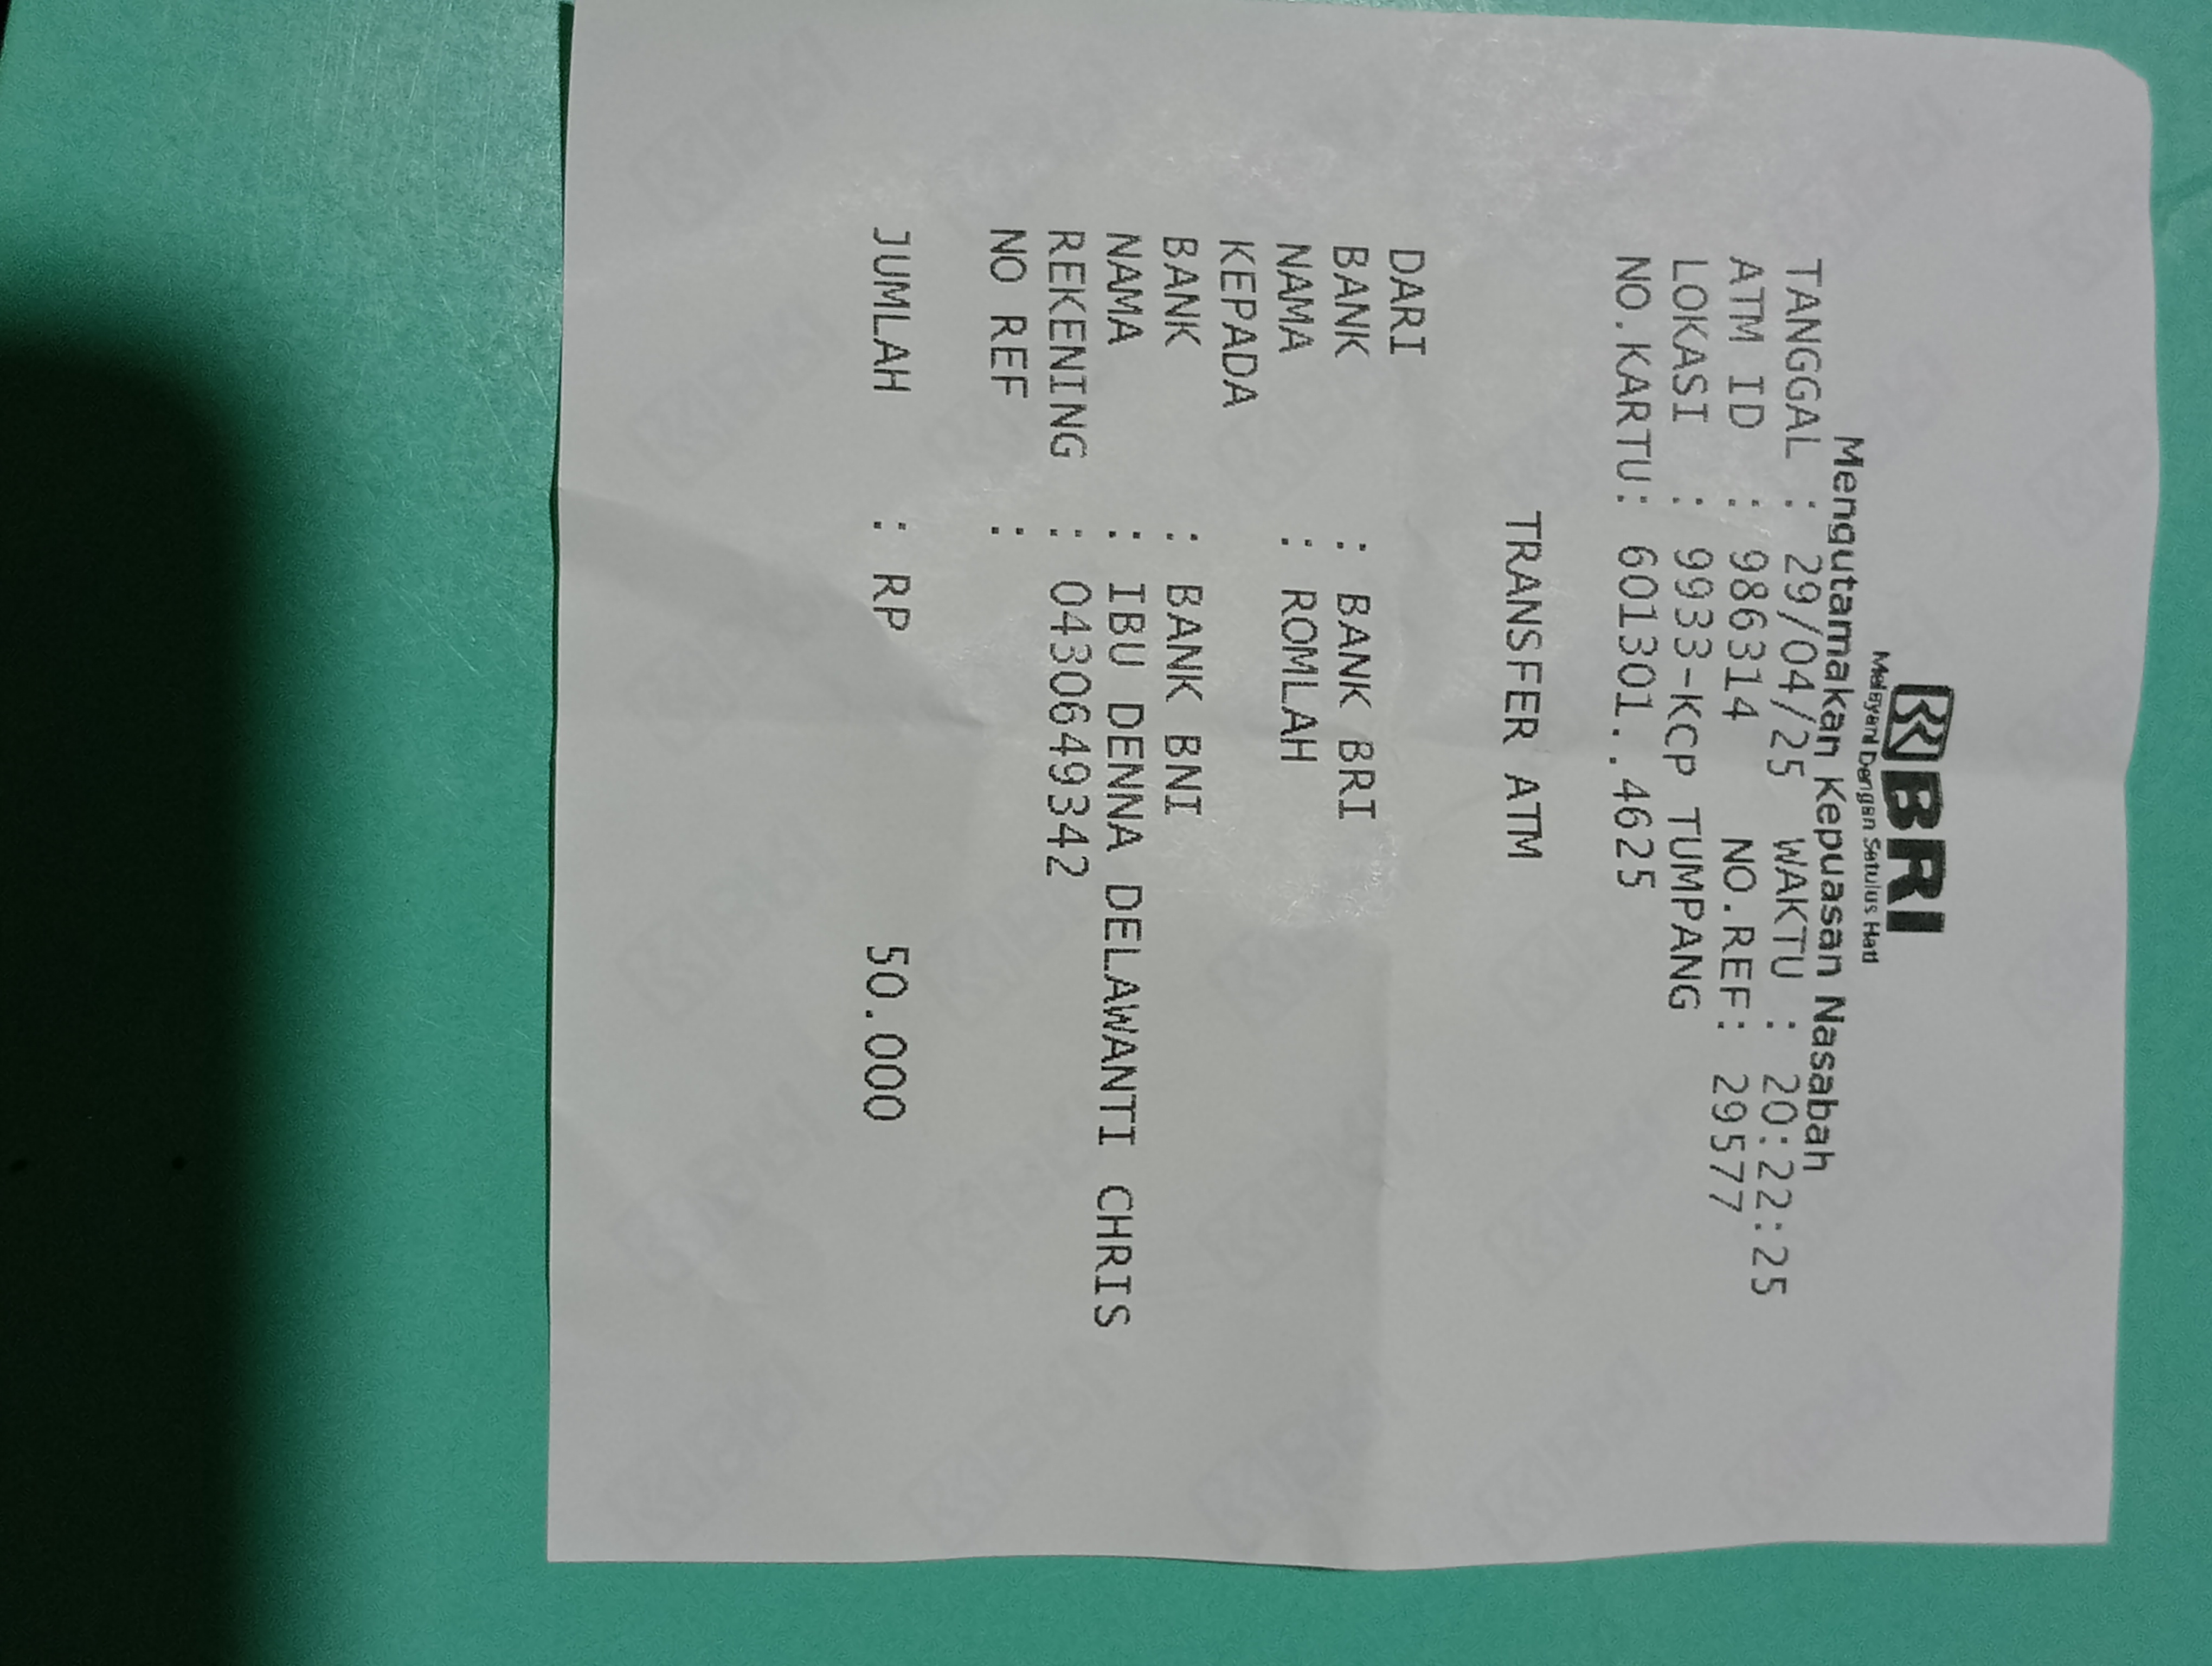 BRI
Melayani Dengan Setulus Hati
Mengutamakan Kepuasan Nasabah
TANGGAL : 29/04/25 WAKTU : 20:22:25
ATM ID : 986314 NO.REF: 29577
LOKASI : 9933-KCP TUMPANG
NO.KARTU: 601301..4625
TRANSFER ATM
DARI
BANK : BANK BRI
NAMA : ROMLAH
KEPADA
BANK : BANK BNI
NAMA : IBU DENNA DELAWANTI CHRIS
REKENING : 0430649342
NO REF :
JUMLAH : RP 50.000